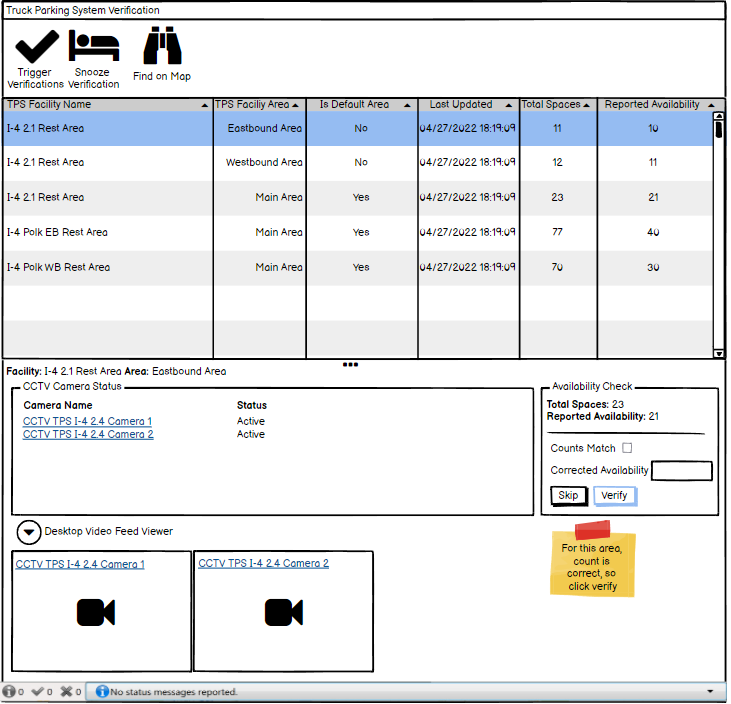 Truck Parking System Verification
Trigger Verifications
Snooze Verification
Find on Map
TPS Facility Name TPS Faciliy Area Is Default Area Last Updated Total Spaces Reported Availability
I-4 2.1 Rest Area Eastbound Area No 04/27/2022 18:19:09 11 10
I-4 2.1 Rest Area Westbound Area No 04/27/2022 18:19:09 12 11
I-4 2.1 Rest Area Main Area Yes 04/27/2022 18:19:09 23 21
I-4 Polk EB Rest Area Main Area Yes 04/27/2022 18:19:09 77 40
I-4 Polk WB Rest Area Main Area Yes 04/27/2022 18:19:09 70 30
Facility: I-4 2.1 Rest Area Area: Eastbound Area
CCTV Camera Status
Camera Name Status
CCTV TPS I-4 2.4 Camera 1 Active
CCTV TPS I-4 2.4 Camera 2 Active
Availability Check
Total Spaces: 23
Reported Availability: 21
Counts Match
Corrected Availability
Skip Verify
Desktop Video Feed Viewer
CCTV TPS I-4 2.4 Camera 1
CCTV TPS I-4 2.4 Camera 2
For this area,
count is
correct, so
click verify
0 0 0 No status messages reported.